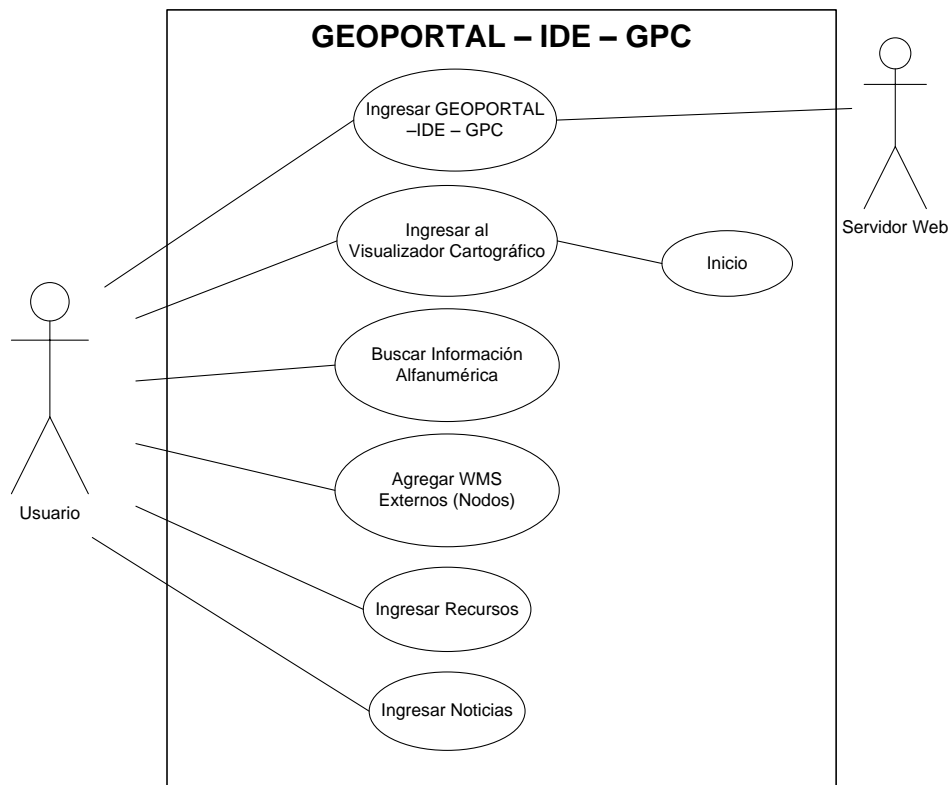 GEOPORTAL – IDE – GPC
Ingresar GEOPORTAL
–IDE – GPC
Servidor Web
Ingresar al
Visualizador Cartográfico
Inicio
Buscar Información
Alfanumérica
Agregar WMS
Externos (Nodos)
Usuario
Ingresar Recursos
Ingresar Noticias